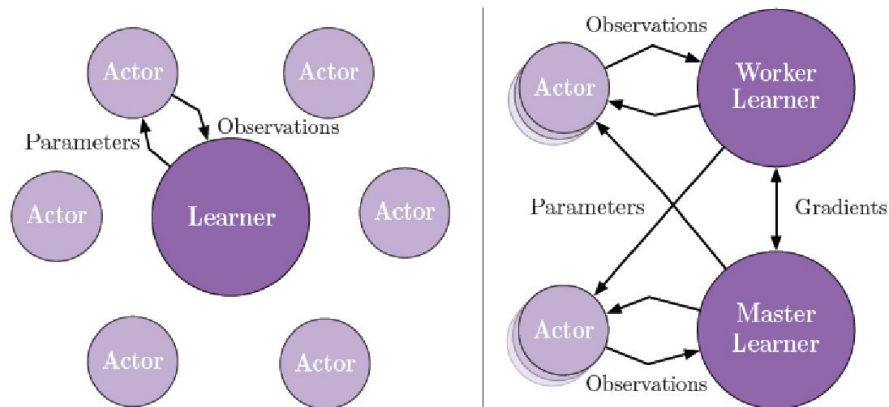 Actor
Actor
Parameters
Observations
Actor
Learner
Actor
Actor
Actor
Observations
Actor
Worker
Learner
Parameters
Gradients
Actor
Master
Learner
Observations